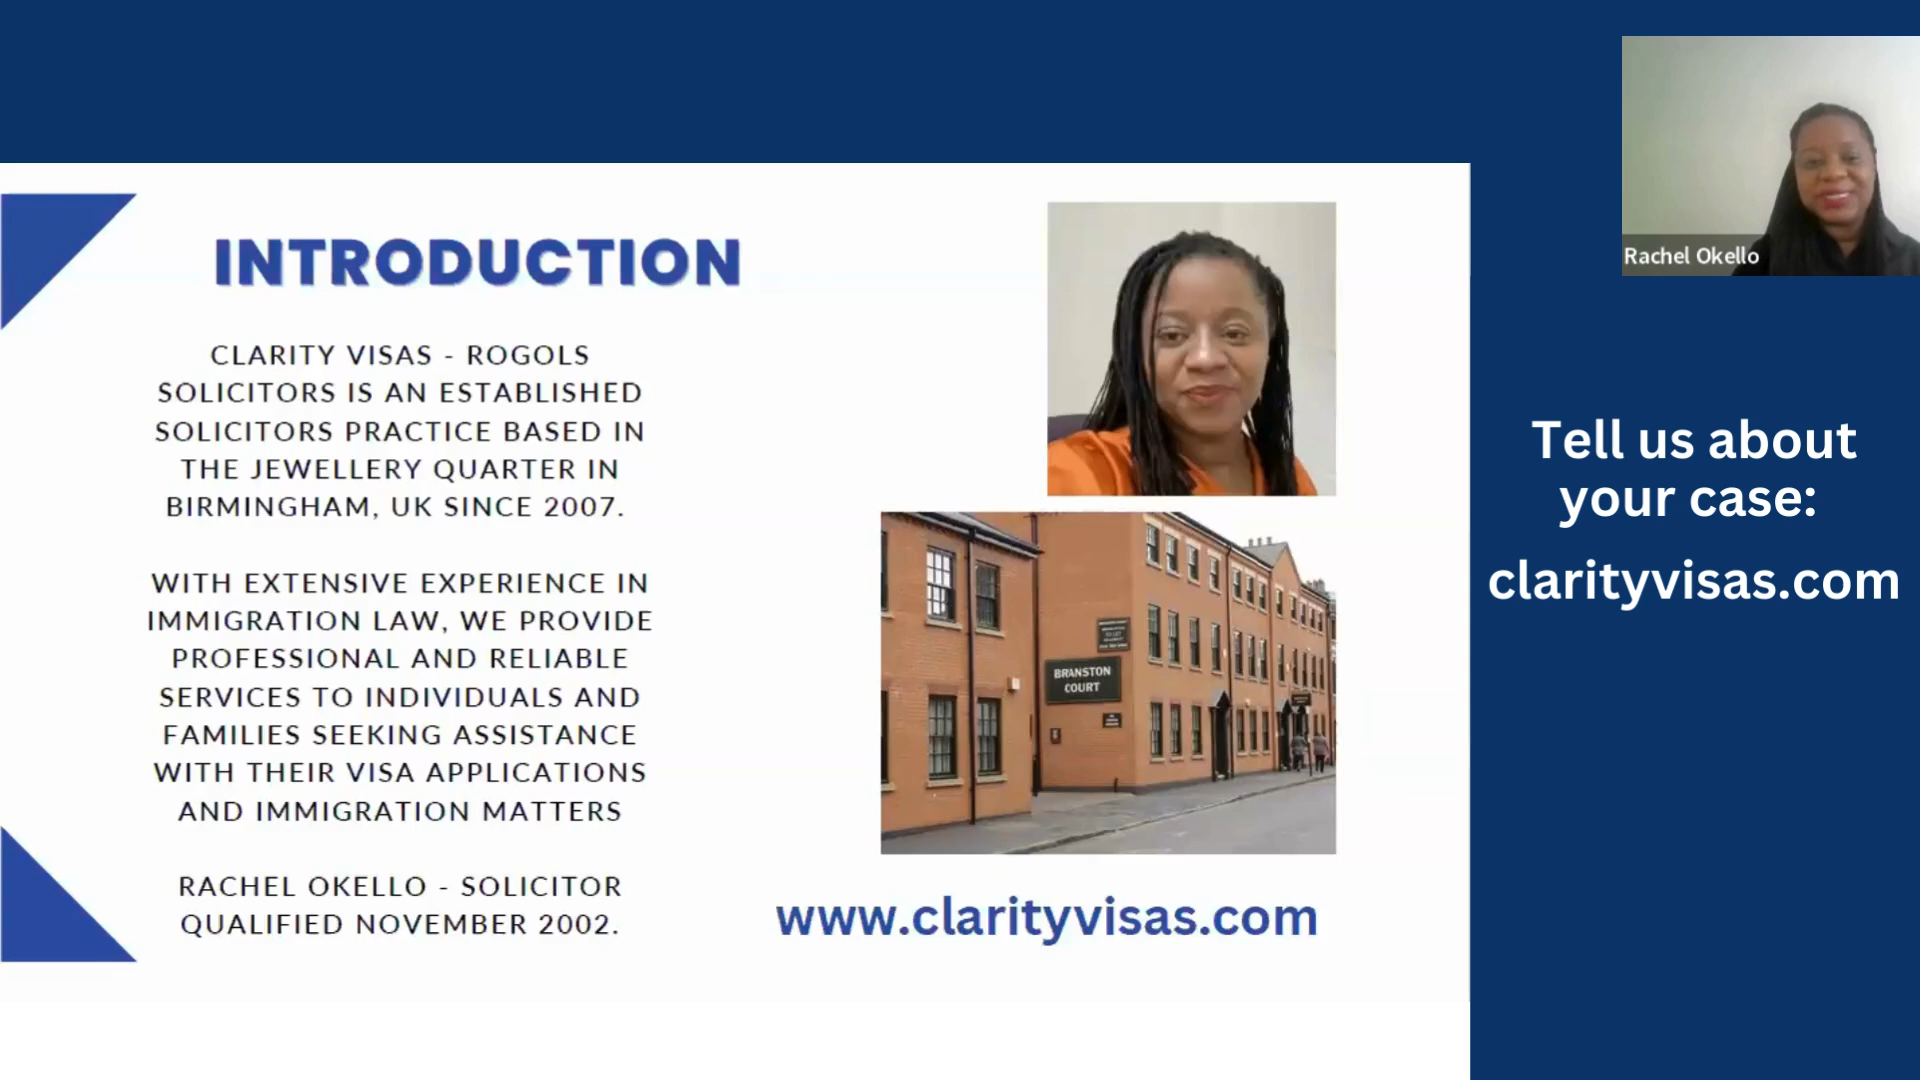 INTRODUCTION
CLARITY VISAS - ROGOLS
SOLICITORS IS AN ESTABLISHED
SOLICITORS PRACTICE BASED IN
THE JEWELLERY QUARTER IN
BIRMINGHAM, UK SINCE 2007.
WITH EXTENSIVE EXPERIENCE IN
IMMIGRATION LAW, WE PROVIDE
PROFESSIONAL AND RELIABLE
SERVICES TO INDIVIDUALS AND
FAMILIES SEEKING ASSISTANCE
WITH THEIR VISA APPLICATIONS
AND IMMIGRATION MATTERS
RACHEL OKELLO - SOLICITOR
QUALIFIED NOVEMBER 2002.
BRANSTON
COURT
www.clarityvisas.com
Rachel Okello
Tell us about
your case:
clarityvisas.com